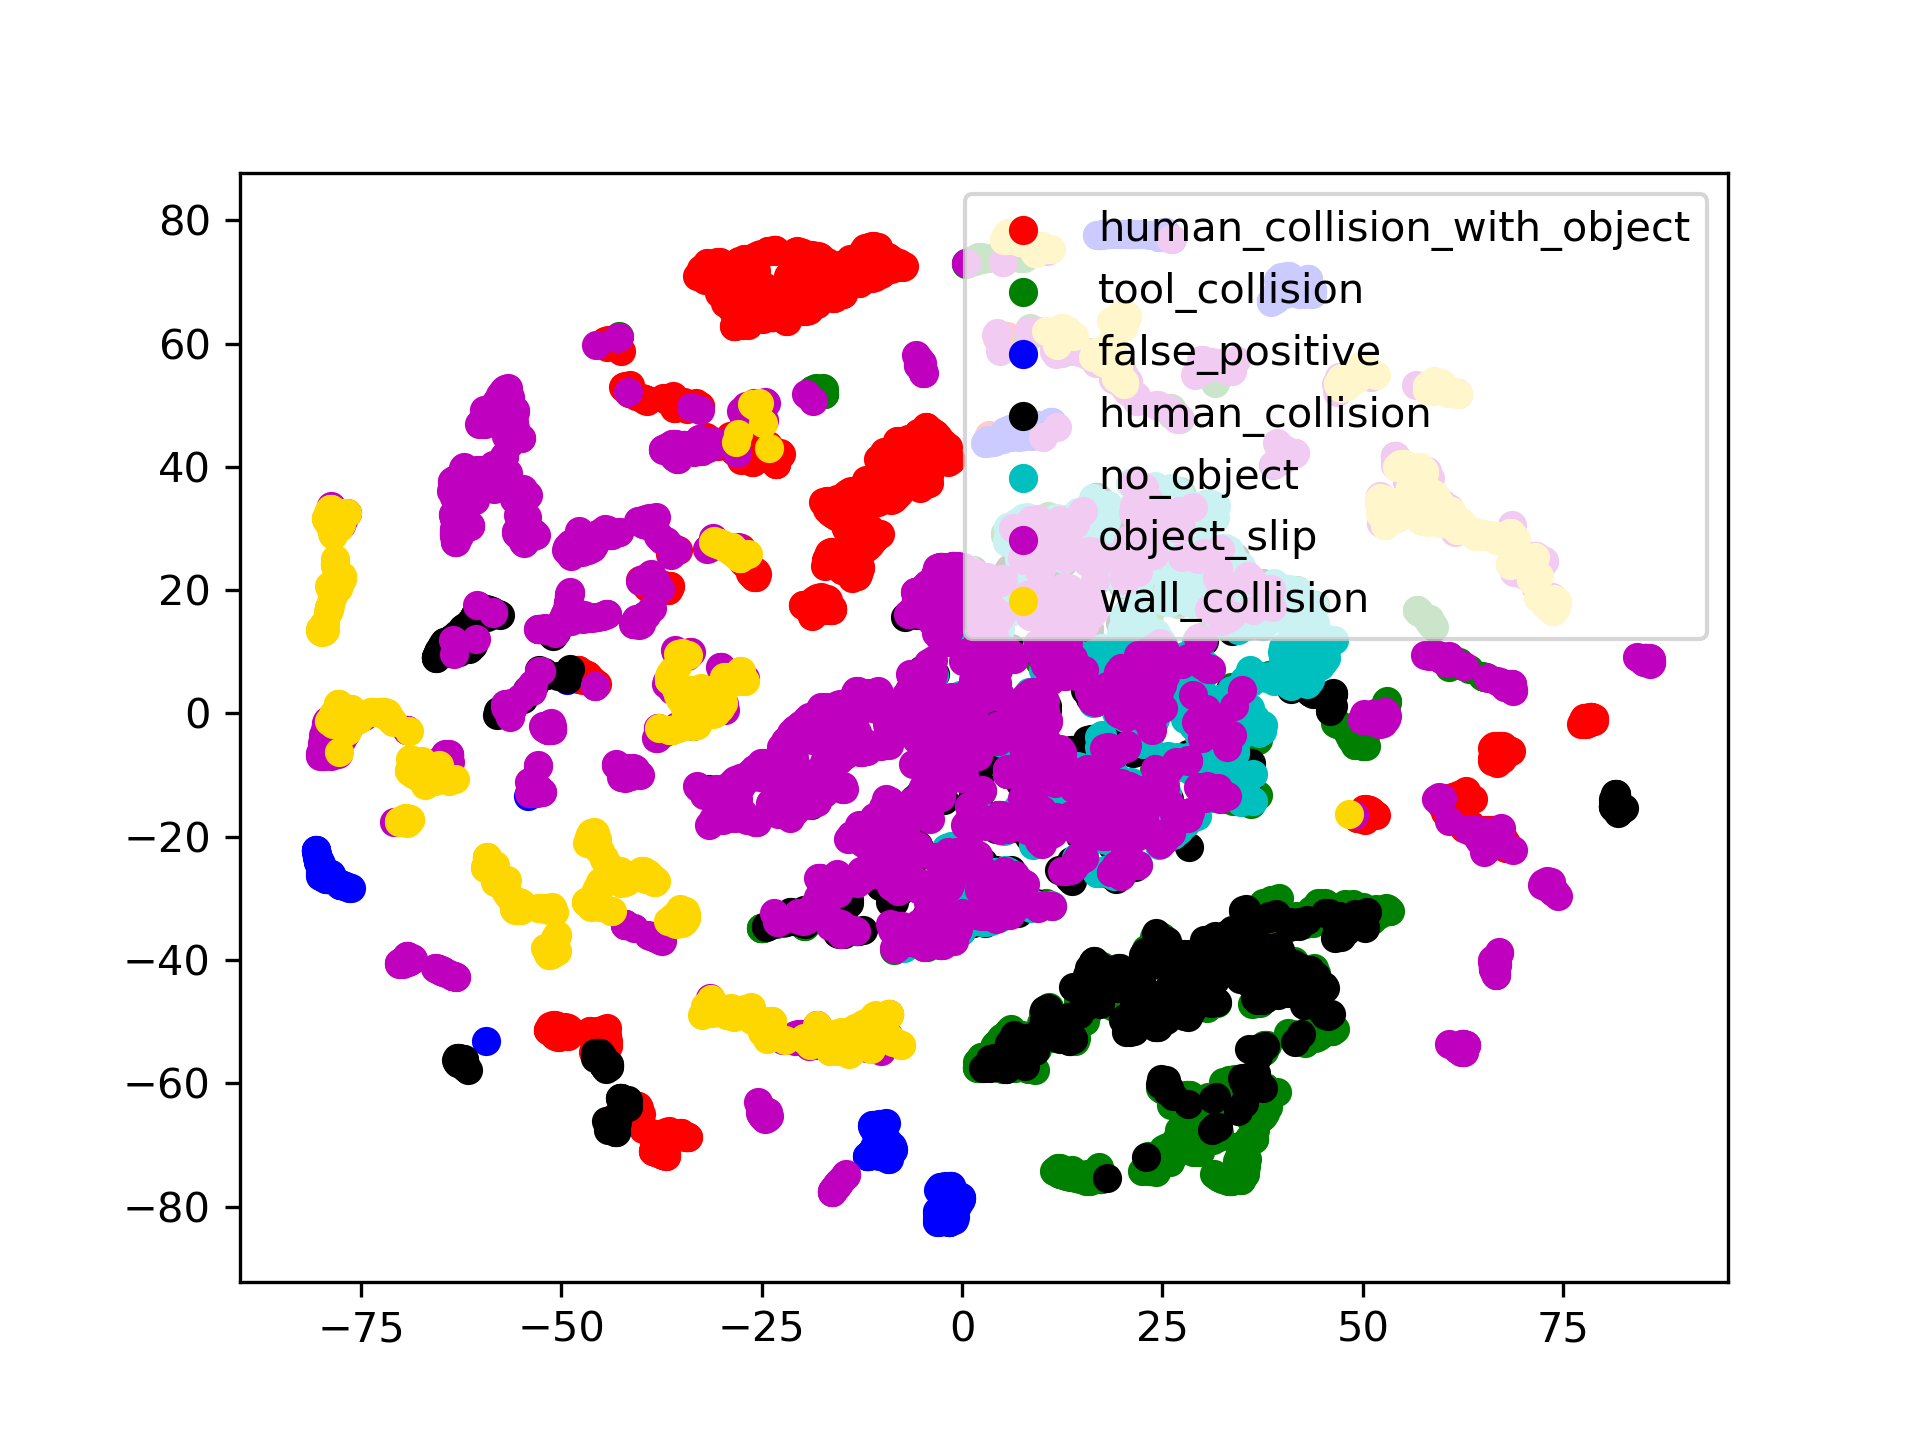 80
60
40
20
0
−20
−40
−60
−80
−75 −50 −25 0 25 50 75
human_collision_with_object
tool_collision
false_positive
human_collision
no_object
object_slip
wall_collision